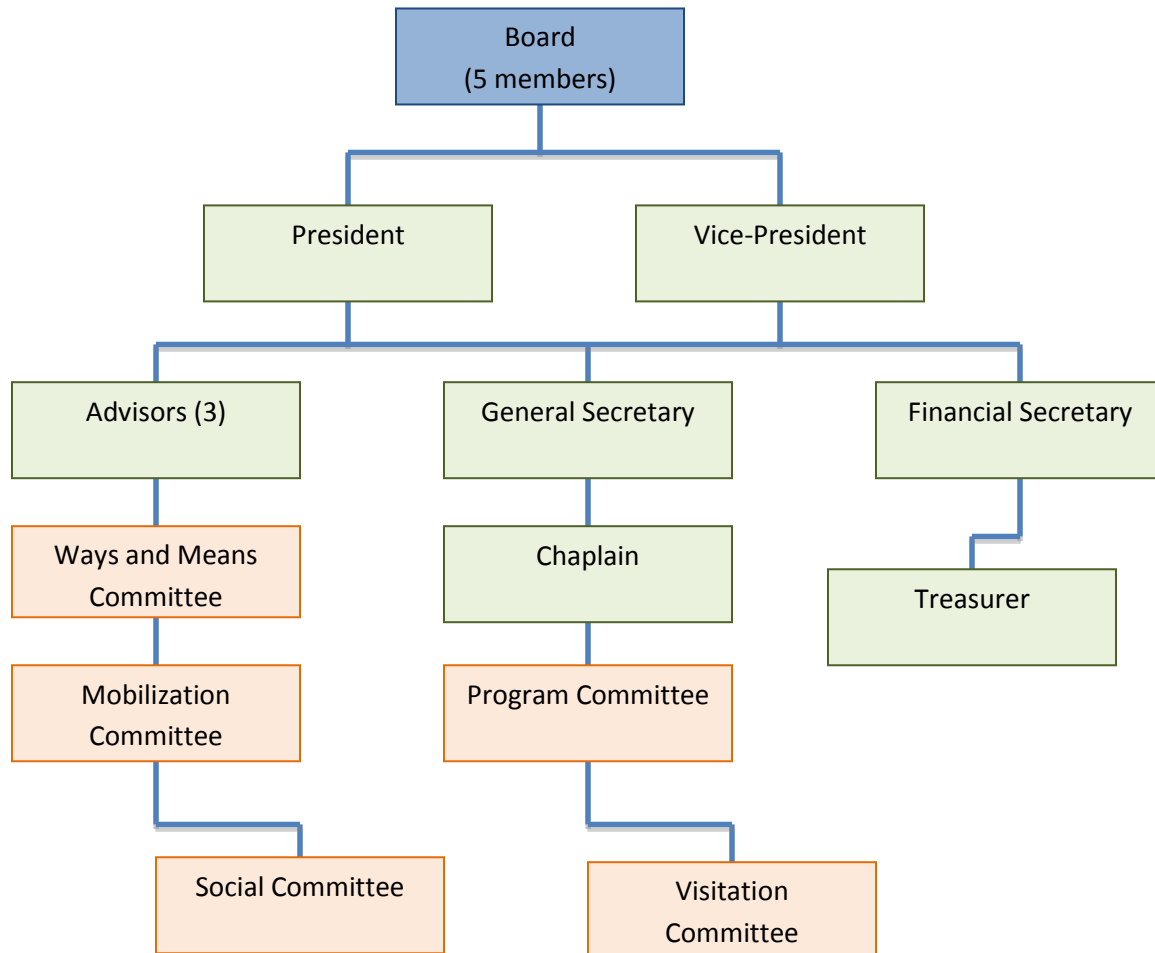 Board
(5 members)
President
Vice-President
Advisors (3)
General Secretary
Financial Secretary
Ways and Means
Committee
Chaplain
Treasurer
Mobilization
Committee
Program Committee
Social Committee
Visitation
Committee